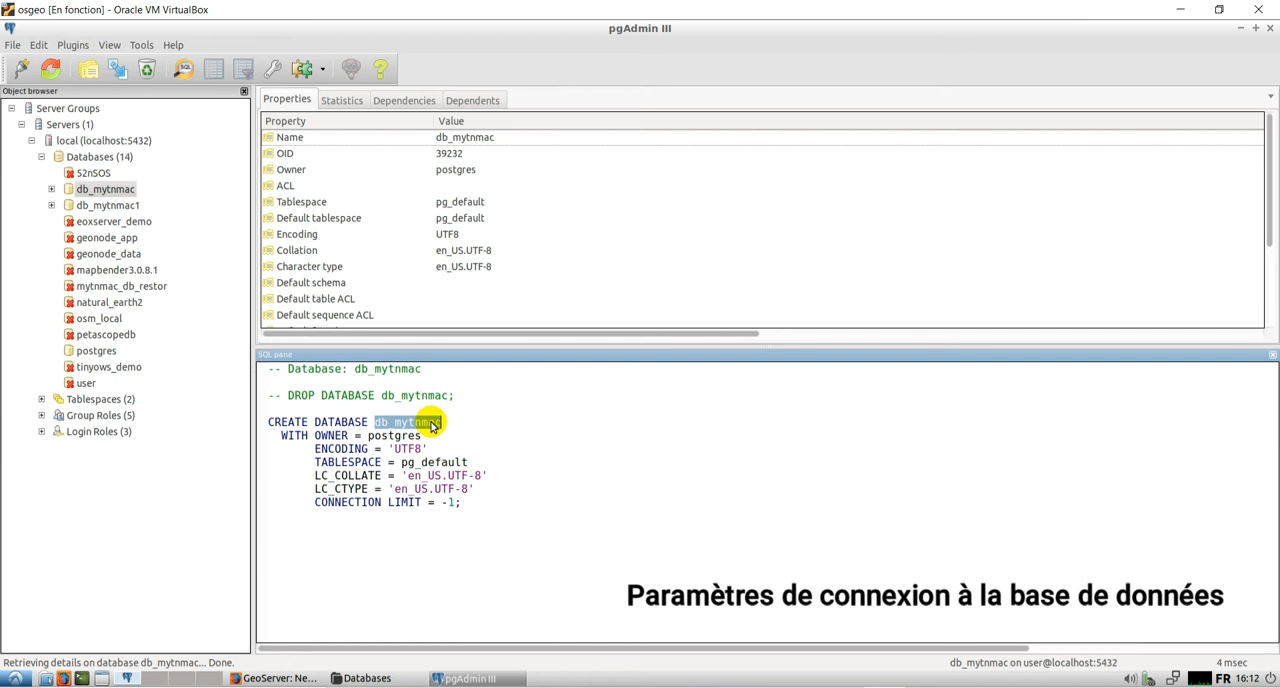 osgeo [En fonction] - Oracle VM VirtualBox
pgAdmin III
File Edit Plugins View Tools Help
Object browser
Server Groups
Servers (1)
local (localhost:5432)
Databases (14)
52nSOS
db_mytnmac
db_mytnmac1
eoxserver_demo
geonode_app
geonode_data
mapbender3.0.8.1
mytnmac_db_restor
natural_earth2
osm_local
petascopedb
postgres
tinyows_demo
user
Tablespaces (2)
Group Roles (5)
Login Roles (3)
Properties Statistics Dependencies Dependents
Property Value
Name db_mytnmac
OID 39232
Owner postgres
ACL
Tablespace pg_default
Default tablespace pg_default
Encoding UTF8
Collation en_US.UTF-8
Character type en_US.UTF-8
Default schema
Default table ACL
Default sequence ACL
SQL pane
-- Database: db_mytnmac
-- DROP DATABASE db_mytnmac;
CREATE DATABASE db_mytnmac
WITH OWNER = postgres
ENCODING = 'UTF8'
TABLESPACE = pg_default
LC_COLLATE = 'en_US.UTF-8'
LC_CTYPE = 'en_US.UTF-8'
CONNECTION LIMIT = -1;
Paramètres de connexion à la base de données
Retrieving details on database db_mytnmac... Done. db_mytnmac on user@localhost:5432 4 msec
GeoServer: Ne... Databases pgAdmin III FR 16:12